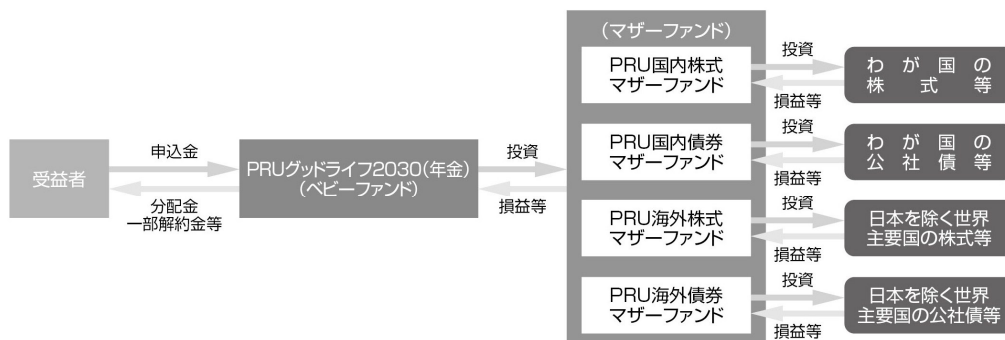 受益者
申込金
分配金
一部解約金等
PRUグッドライフ2030(年金)
(ベビーファンド)
投資
損益等
(マザーファンド)
PRU国内株式
マザーファンド
投資
損益等
わが国の
株式等
PRU国内債券
マザーファンド
投資
損益等
わが国の
公社債等
PRU海外株式
マザーファンド
投資
損益等
日本を除く世界
主要国の株式等
PRU海外債券
マザーファンド
投資
損益等
日本を除く世界
主要国の公社債等